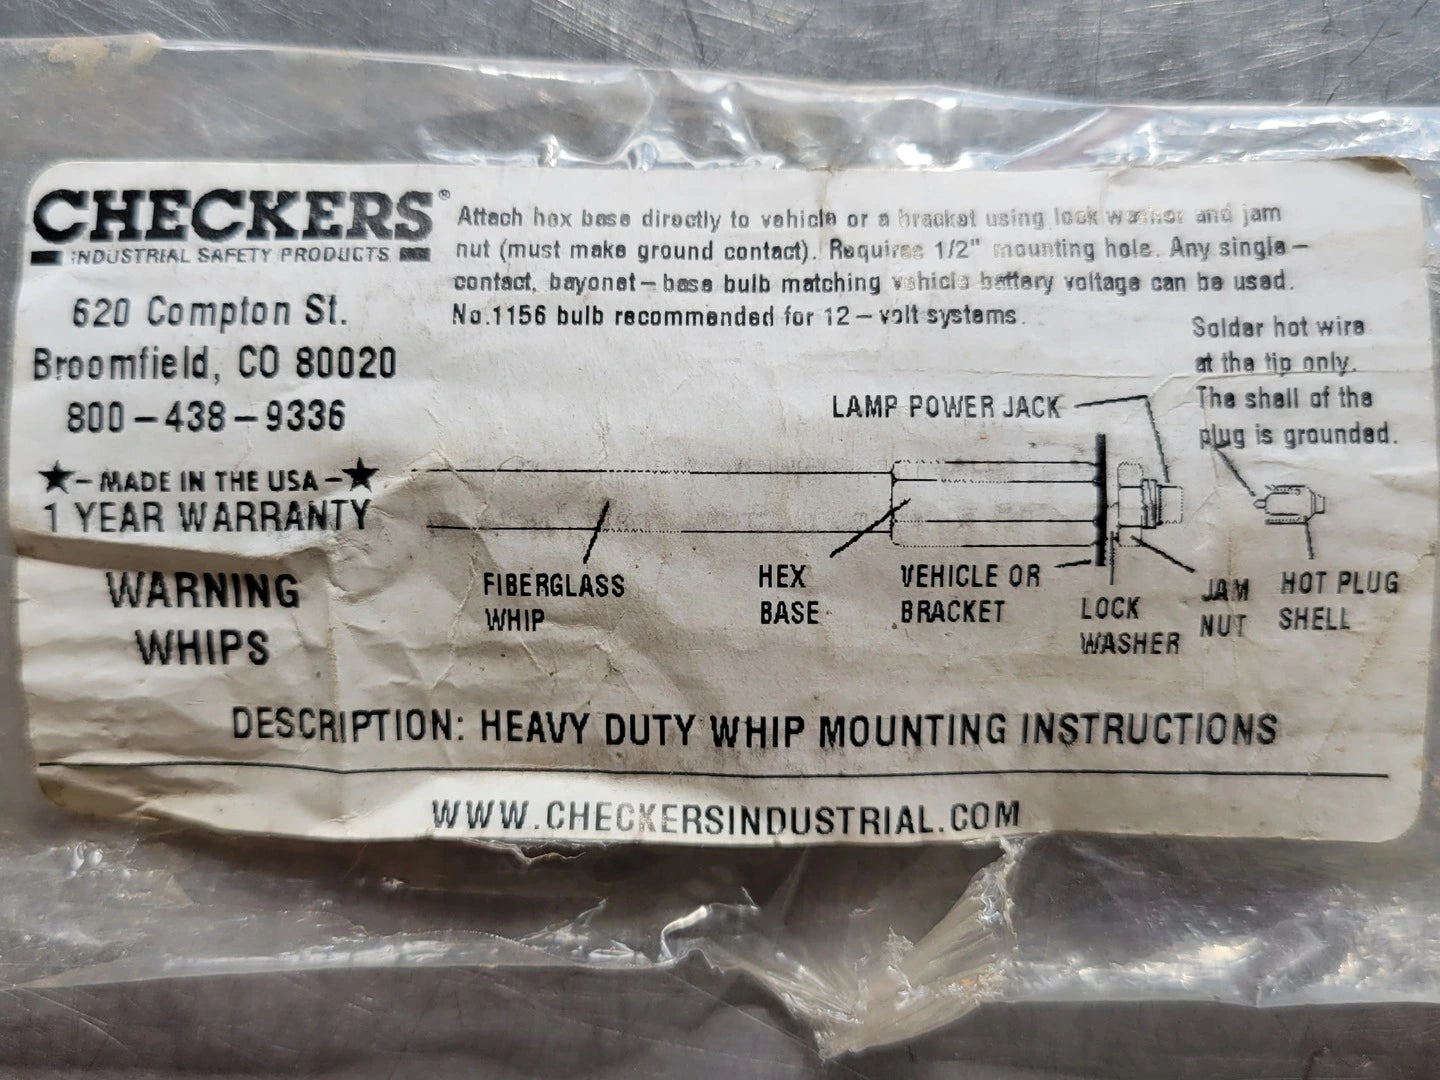 CHECKERS®
INDUSTRIAL SAFETY PRODUCTS
620 Compton St.
Broomfield, CO 80020
800-438-9336
★- MADE IN THE USA -★
1 YEAR WARRANTY
WARNING
WHIPS
Attach hex base directly to vehicle or a bracket using lock washer and jam
nut (must make ground contact). Requires 1/2" mounting hole. Any single-
contact, bayonet-base bulb matching vehicle battery voltage can be used.
No.1156 bulb recommended for 12-volt systems.
Solder hot wire
at the tip only.
The shell of the
plug is grounded.
LAMP POWER JACK
FIBERGLASS
WHIP
HEX
BASE
VEHICLE OR
BRACKET
LOCK
WASHER
JAM
NUT
HOT PLUG
SHELL
DESCRIPTION: HEAVY DUTY WHIP MOUNTING INSTRUCTIONS
WWW.CHECKERSINDUSTRIAL.COM